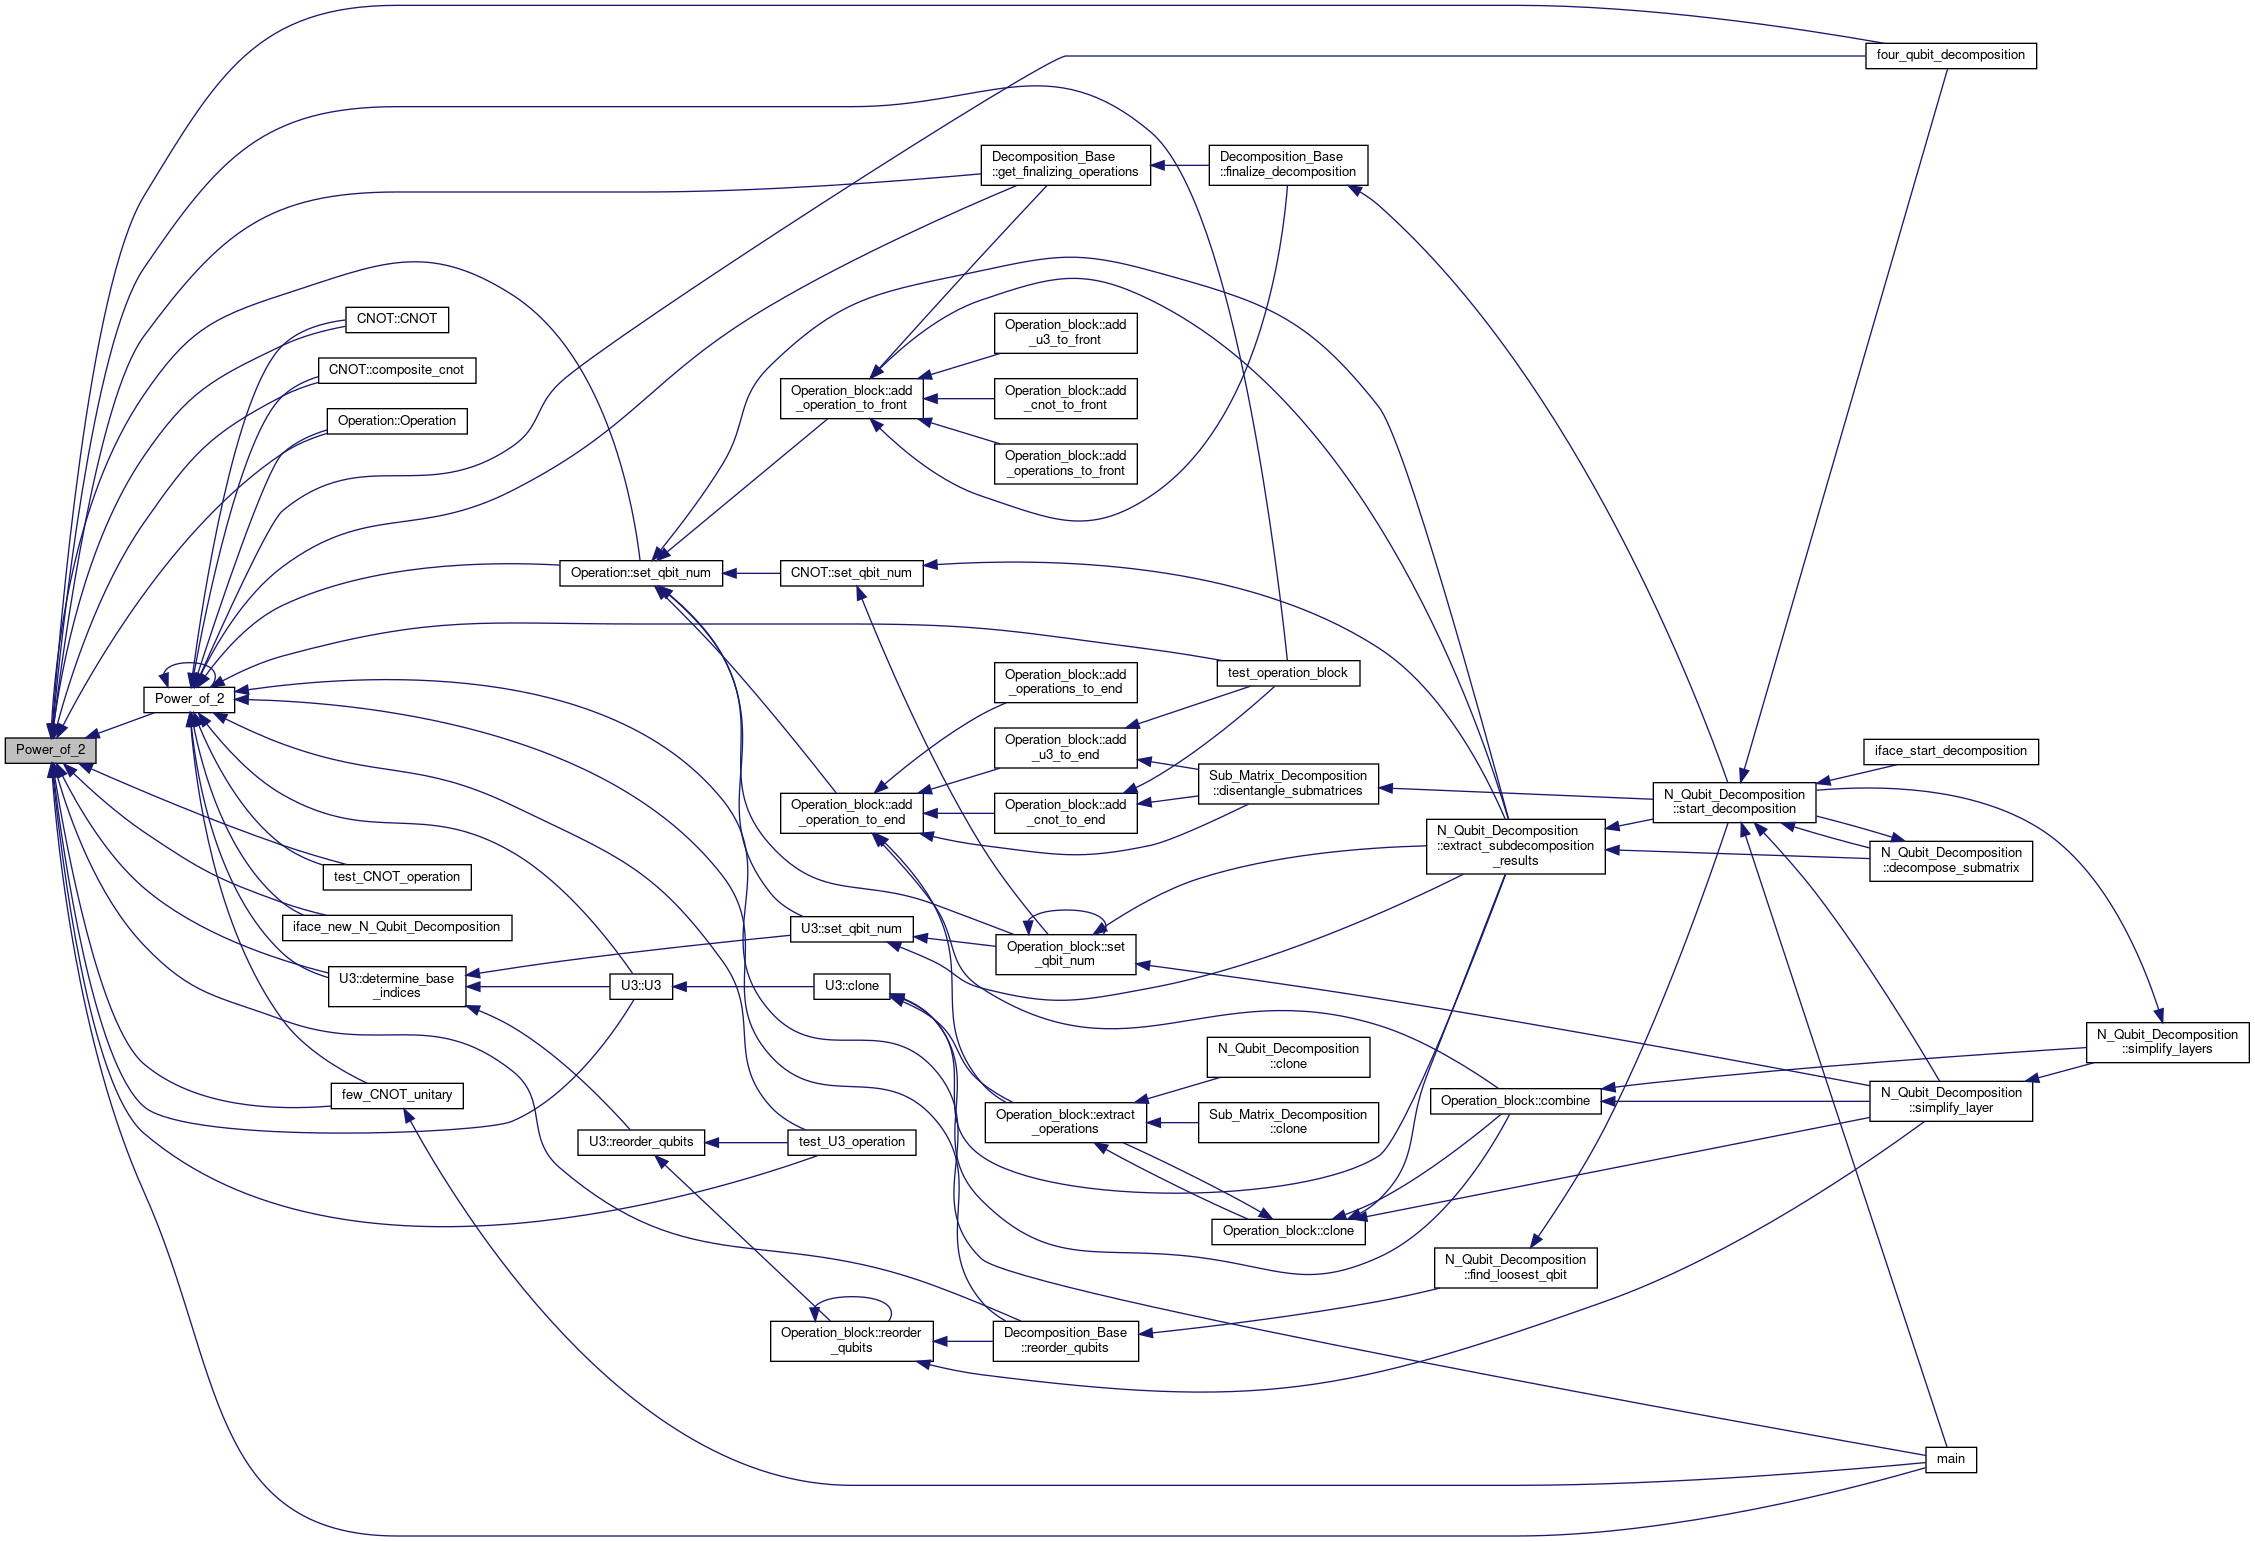 four_qubit_decomposition
Decomposition_Base
::get_finalizing_operations
Decomposition_Base
::finalize_decomposition
CNOT::CNOT
CNOT::composite_cnot
Operation::Operation
Operation_block::add
_u3_to_front
Operation_block::add
_operation_to_front
Operation_block::add
_cnot_to_front
Operation_block::add
_operations_to_front
Operation::set_qbit_num
CNOT::set_qbit_num
test_operation_block
Power_of_2
Operation_block::add
_operations_to_end
Power_of_2
Operation_block::add
_u3_to_end
iface_start_decomposition
Sub_Matrix_Decomposition
::disentangle_submatrices
Operation_block::add
_operation_to_end
Operation_block::add
_cnot_to_end
N_Qubit_Decomposition
::start_decomposition
N_Qubit_Decomposition
::extract_subdecomposition
_results
N_Qubit_Decomposition
::decompose_submatrix
test_CNOT_operation
iface_new_N_Qubit_Decomposition
U3::set_qbit_num
Operation_block::set
_qbit_num
U3::determine_base
_indices
U3::U3
U3::clone
N_Qubit_Decomposition
::clone
N_Qubit_Decomposition
::simplify_layers
few_CNOT_unitary
Operation_block::extract
_operations
Sub_Matrix_Decomposition
::clone
Operation_block::combine
N_Qubit_Decomposition
::simplify_layer
U3::reorder_qubits
test_U3_operation
Operation_block::clone
N_Qubit_Decomposition
::find_loosest_qbit
Operation_block::reorder
_qubits
Decomposition_Base
::reorder_qubits
main